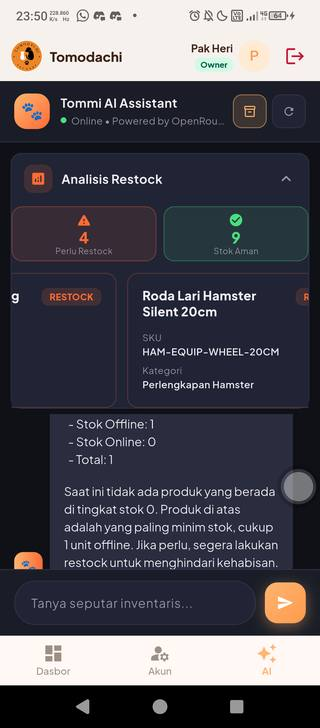 23:50
228.860
K/s
Hz
4G
64
Tomodachi
Pak Heri
Owner
P
Tommi AI Assistant
Online • Powered by OpenRou...
Analisis Restock
4
Perlu Restock
9
Stok Aman
g
RESTOCK
Roda Lari Hamster
Silent 20cm
R
SKU
HAM-EQUIP-WHEEL-20CM
Kategori
Perlengkapan Hamster
- Stok Offline: 1
- Stok Online: 0
- Total: 1
Saat ini tidak ada produk yang berada
di tingkat stok 0. Produk di atas
adalah yang paling minim stok, cukup
1 unit offline. Jika perlu, segera lakukan
restock untuk menghindari kehabisan.
Tanya seputar inventaris...
Dasbor
Akun
AI